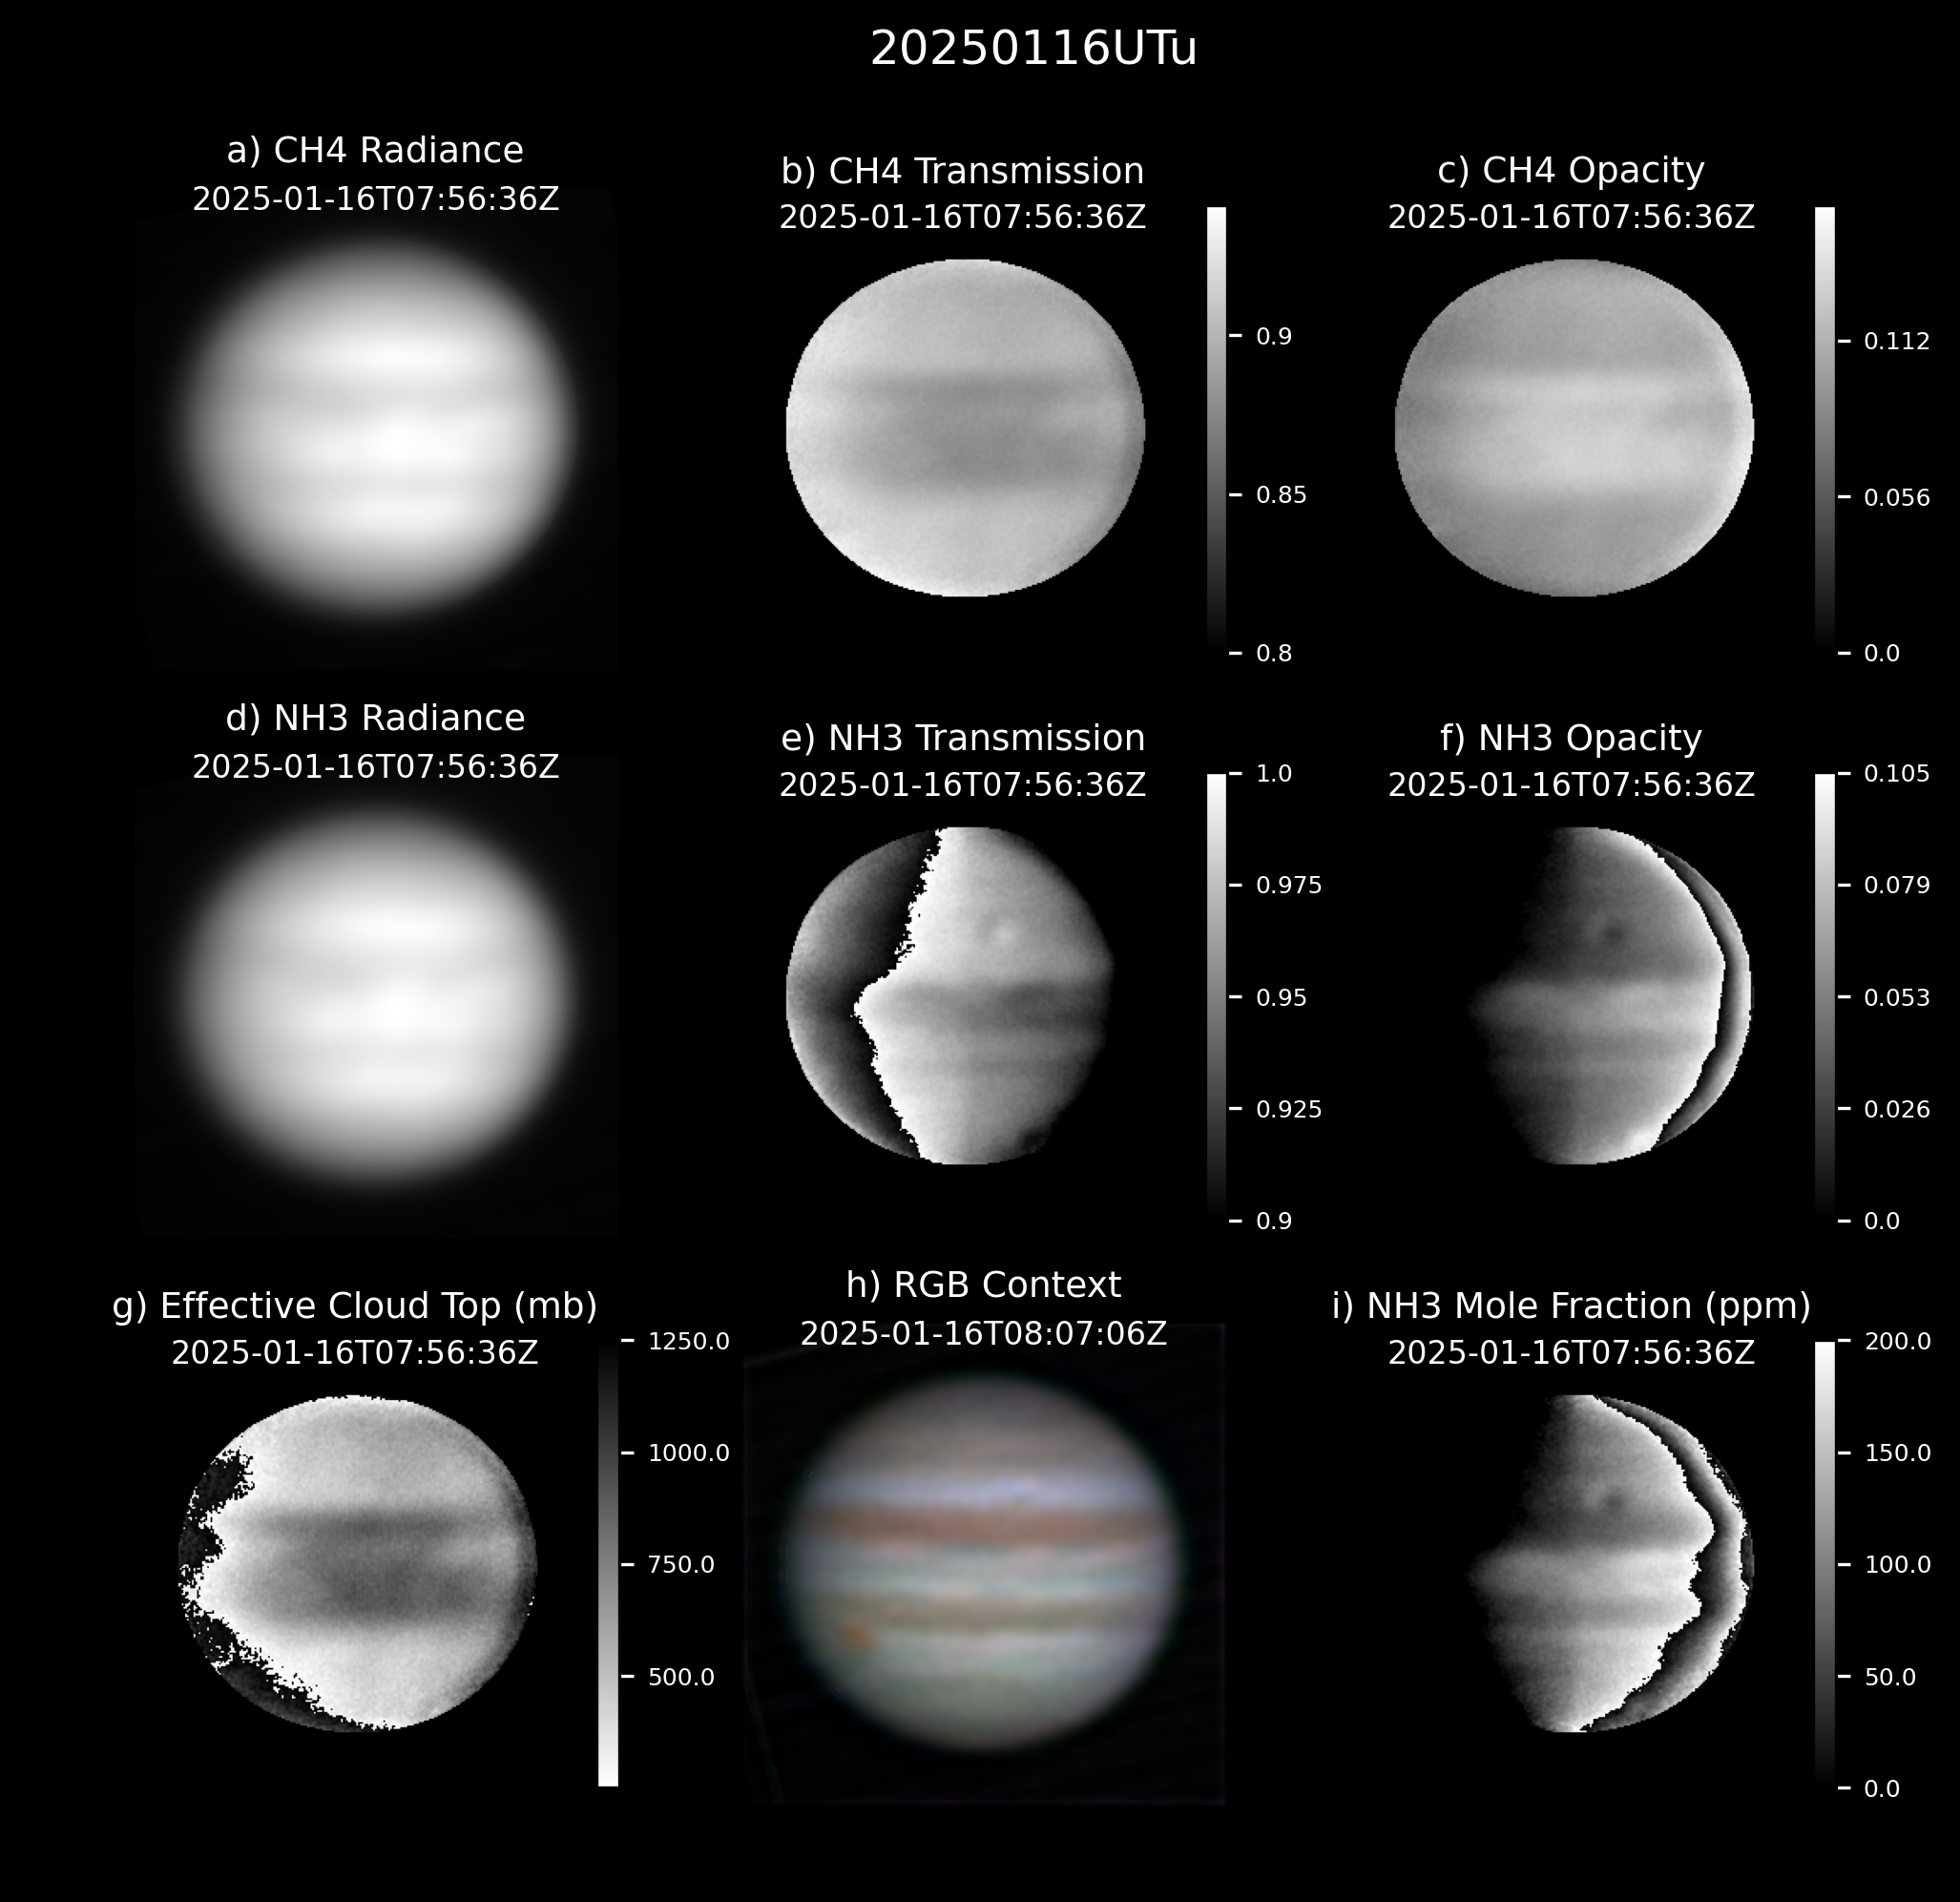 20250116UTu
a) CH4 Radiance
2025-01-16T07:56:36Z
b) CH4 Transmission
2025-01-16T07:56:36Z
0.9
0.85
0.8
c) CH4 Opacity
2025-01-16T07:56:36Z
0.112
0.056
0.0
d) NH3 Radiance
2025-01-16T07:56:36Z
e) NH3 Transmission
2025-01-16T07:56:36Z
1.0
0.975
0.95
0.925
0.9
f) NH3 Opacity
2025-01-16T07:56:36Z
0.105
0.079
0.053
0.026
0.0
g) Effective Cloud Top (mb)
2025-01-16T07:56:36Z
1250.0
1000.0
750.0
500.0
h) RGB Context
2025-01-16T08:07:06Z
i) NH3 Mole Fraction (ppm)
2025-01-16T07:56:36Z
200.0
150.0
100.0
50.0
0.0